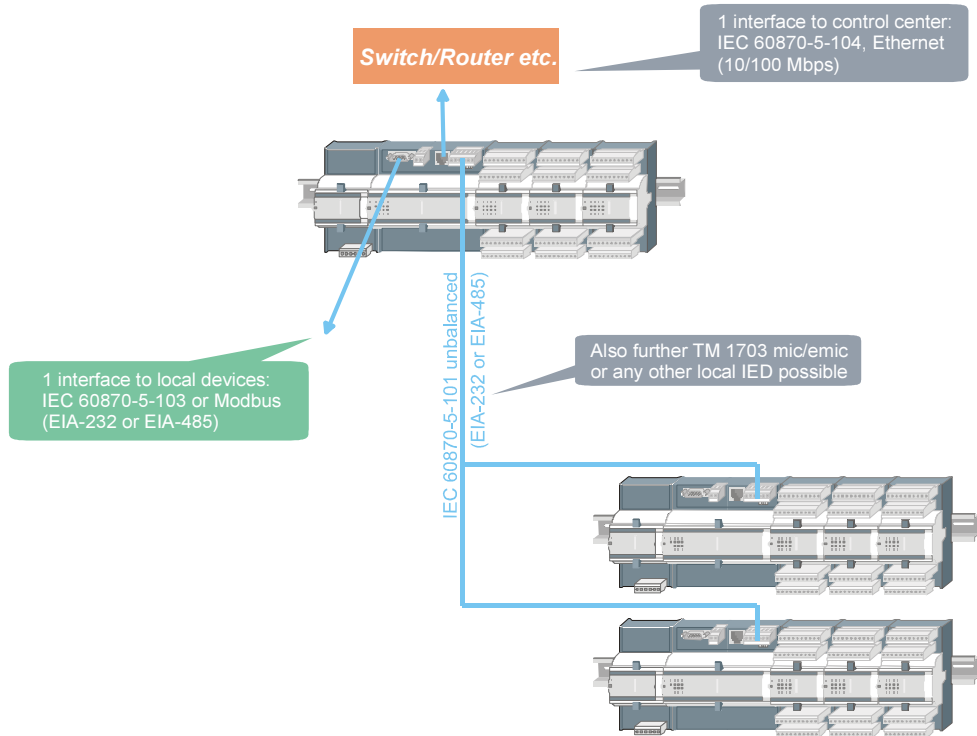 1 interface to control center:
IEC 60870-5-104, Ethernet
(10/100 Mbps)
Switch/Router etc.
IEC 60870-5-101 unbalanced
(EIA-232 or EIA-485)
Also further TM 1703 mic/emic
or any other local IED possible
1 interface to local devices:
IEC 60870-5-103 or Modbus
(EIA-232 or EIA-485)